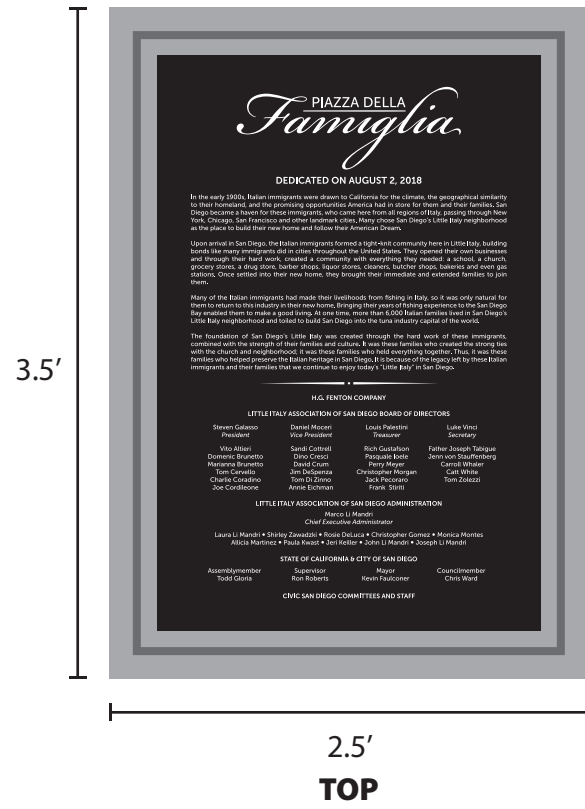 PIAZZA DELLA
Famiglia
DEDICATED ON AUGUST 2, 2018
In the early 1900s, Italian immigrants were drawn to California for the climate, the geographical similarity
to their homeland, and the promising opportunities America had in store for them and their families. San
Diego became a haven for these immigrants, who came here from all regions of Italy, passing through New
York, Chicago, San Francisco and other landmark cities. Many chose San Diego's Little Italy neighborhood
as the place to build their new home and follow their American Dream.
Upon arrival in San Diego, the Italian immigrants formed a tight-knit community here in Little Italy, building
bonds like many immigrants did in cities throughout the United States. They opened their own businesses
and through their hard work, created a community with everything they needed: a school, a church,
grocery stores, a drug store, barber shops, liquor stores, cleaners, butcher shops, bakeries and even gas
stations. Once settled into their new home, they brought their immediate and extended families to join
them.
Many of the Italian immigrants had made their livelihoods from fishing in Italy, so it was only natural for
them to return to this industry in their new home. Bringing their years of fishing experience to the San Diego
Bay enabled them to make a good living. At one time, more than 6,000 Italian families lived in San Diego's
Little Italy neighborhood and toiled to build San Diego into the tuna industry capital of the world.
The foundation of San Diego's Little Italy was created through the hard work of these immigrants,
combined with the strength of their families and culture. It was these families who created the strong ties
with the church and neighborhood; it was these families who held everything together. Thus, it was these
families who helped preserve the Italian heritage in San Diego. It is because of the legacy left by these Italian
immigrants and their families that we continue to enjoy today's "Little Italy" in San Diego.
H.G. FENTON COMPANY
LITTLE ITALY ASSOCIATION OF SAN DIEGO BOARD OF DIRECTORS
Steven Galasso Daniel Moceri Louis Palestini Luke Vinci
President Vice President Treasurer Secretary
Vito Altieri Sandi Cottrell Rich Gustafson Father Joseph Tabigue
Domenic Brunetto Dino Cresci Pasquale Ioele Jenn von Stauffenberg
Marianna Brunetto David Crum Perry Meyer Carroll Whaler
Tom Cervello Jim DeSpenza Christopher Morgan Catt White
Charlie Coradino Tom Di Zinno Jack Pecoraro Tom Zolezzi
Joe Cordileone Annie Eichman Frank Stiriti
LITTLE ITALY ASSOCIATION OF SAN DIEGO ADMINISTRATION
Marco Li Mandri
Chief Executive Administrator
Laura Li Mandri • Shirley Zawadzki • Rosie DeLuca • Christopher Gomez • Monica Montes
Allicia Martinez • Paula Kwast • Jeri Keiller • John Li Mandri • Joseph Li Mandri
STATE OF CALIFORNIA & CITY OF SAN DIEGO
Assemblymember Supervisor Mayor Councilmember
Todd Gloria Ron Roberts Kevin Faulconer Chris Ward
CIVIC SAN DIEGO COMMITTEES AND STAFF
3.5′
2.5′
TOP